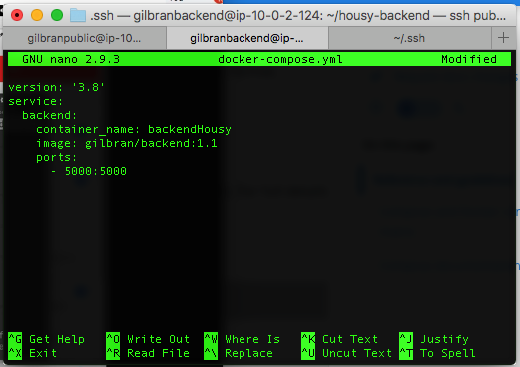 .ssh — gilbranbackend@ip-10-0-2-124: ~/housy-backend — ssh pub...
gilbranpublic@ip-10... gilbranbackend@ip-... ~/.ssh +
GNU nano 2.9.3 docker-compose.yml Modified
version: '3.8'
service:
  backend:
    container_name: backendHousy
    image: gilbran/backend:1.1
    ports:
      - 5000:5000
^G Get Help ^O Write Out ^W Where Is ^K Cut Text ^J Justify
^X Exit ^R Read File ^\ Replace ^U Uncut Text ^T To Spell